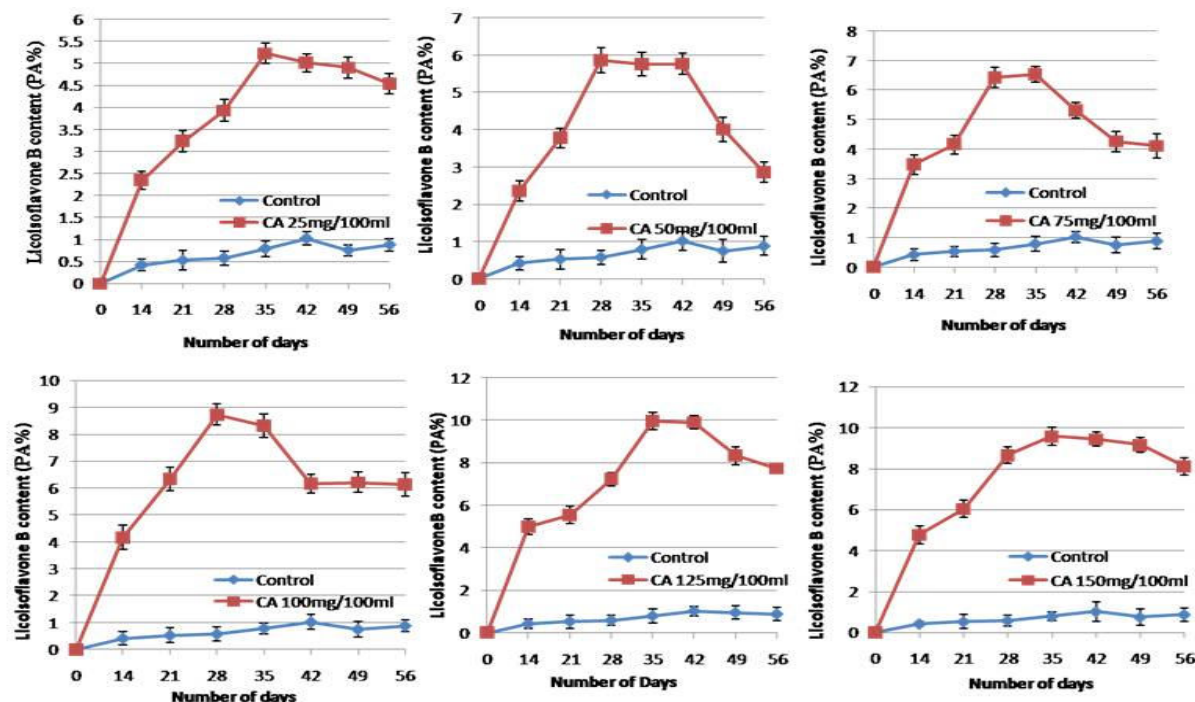 Licolsoflavone B content (PA%)
6
5.5
5
4.5
4
3.5
3
2.5
2
1.5
1
0.5
0
Control
CA 25mg/100ml
0 14 21 28 35 42 49 56
Number of days
Licolsoflavone B content (PA%)
7
6
5
4
3
2
1
0
Control
CA 50mg/100ml
0 14 21 28 35 42 49 56
Number of days
Licolsoflavone B content (PA%)
8
7
6
5
4
3
2
1
0
Control
CA 75mg/100ml
0 14 21 28 35 42 49 56
Number of days
Licolsoflavone B content (PA%)
10
9
8
7
6
5
4
3
2
1
0
Control
CA 100mg/100ml
0 14 21 28 35 42 49 56
Number of days
LicolsoflavoneB content (PA%)
12
10
8
6
4
2
0
Control
CA 125mg/100ml
0 14 21 28 35 42 49 56
Number of Days
Licolsoflavone B content (PA%)
12
10
8
6
4
2
0
Control
CA 150mg/100ml
0 14 21 28 35 42 49 56
Number of days